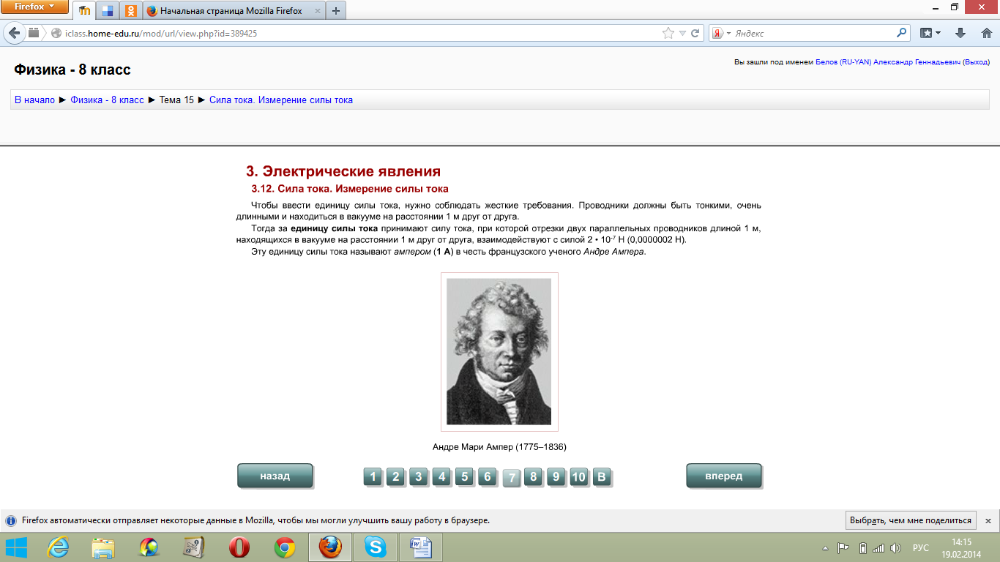 Firefox
Начальная страница Mozilla Firefox
iclass.home-edu.ru/mod/url/view.php?id=389425
Яндекс
Физика - 8 класс
Вы зашли под именем Белов (RU-YAN) Александр Геннадьевич (Выход)
В начало ► Физика - 8 класс ► Тема 15 ► Сила тока. Измерение силы тока
3. Электрические явления
3.12. Сила тока. Измерение силы тока
Чтобы ввести единицу силы тока, нужно соблюдать жесткие требования. Проводники должны быть тонкими, очень
длинными и находиться в вакууме на расстоянии 1 м друг от друга.
Тогда за единицу силы тока принимают силу тока, при которой отрезки двух параллельных проводников длиной 1 м,
находящихся в вакууме на расстоянии 1 м друг от друга, взаимодействуют с силой 2 • 10⁻⁷ Н (0,0000002 Н).
Эту единицу силы тока называют ампером (1 А) в честь французского ученого Андре Ампера.
Андре Мари Ампер (1775–1836)
назад 1 2 3 4 5 6 7 8 9 10 В вперед
Firefox автоматически отправляет некоторые данные в Mozilla, чтобы мы могли улучшить вашу работу в браузере.
Выбрать, чем мне поделиться
РУС
14:15
19.02.2014